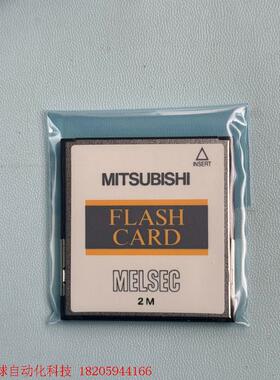 INSERT
MITSUBISHI
FLASH
CARD
MELSEC
2M
球自动化科技 18205944166